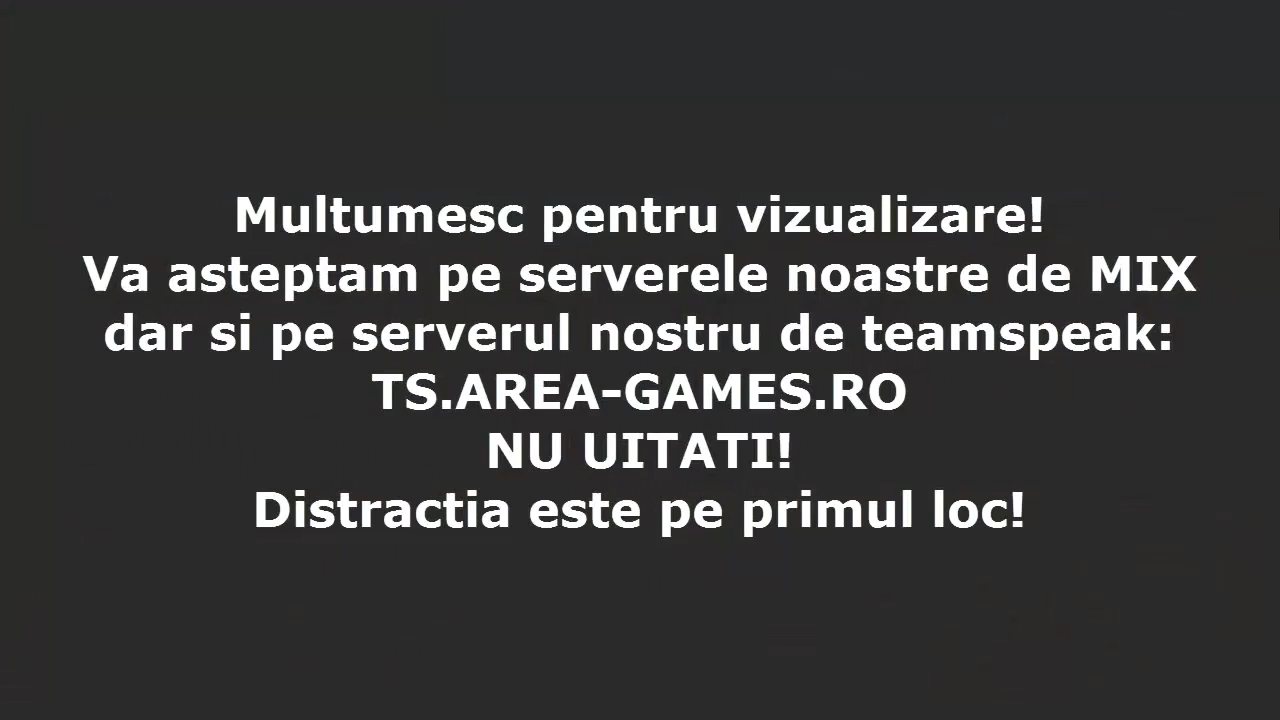 Multumesc pentru vizualizare!
Va asteptam pe serverele noastre de MIX
dar si pe serverul nostru de teamspeak:
TS.AREA-GAMES.RO
NU UITATI!
Distractia este pe primul loc!